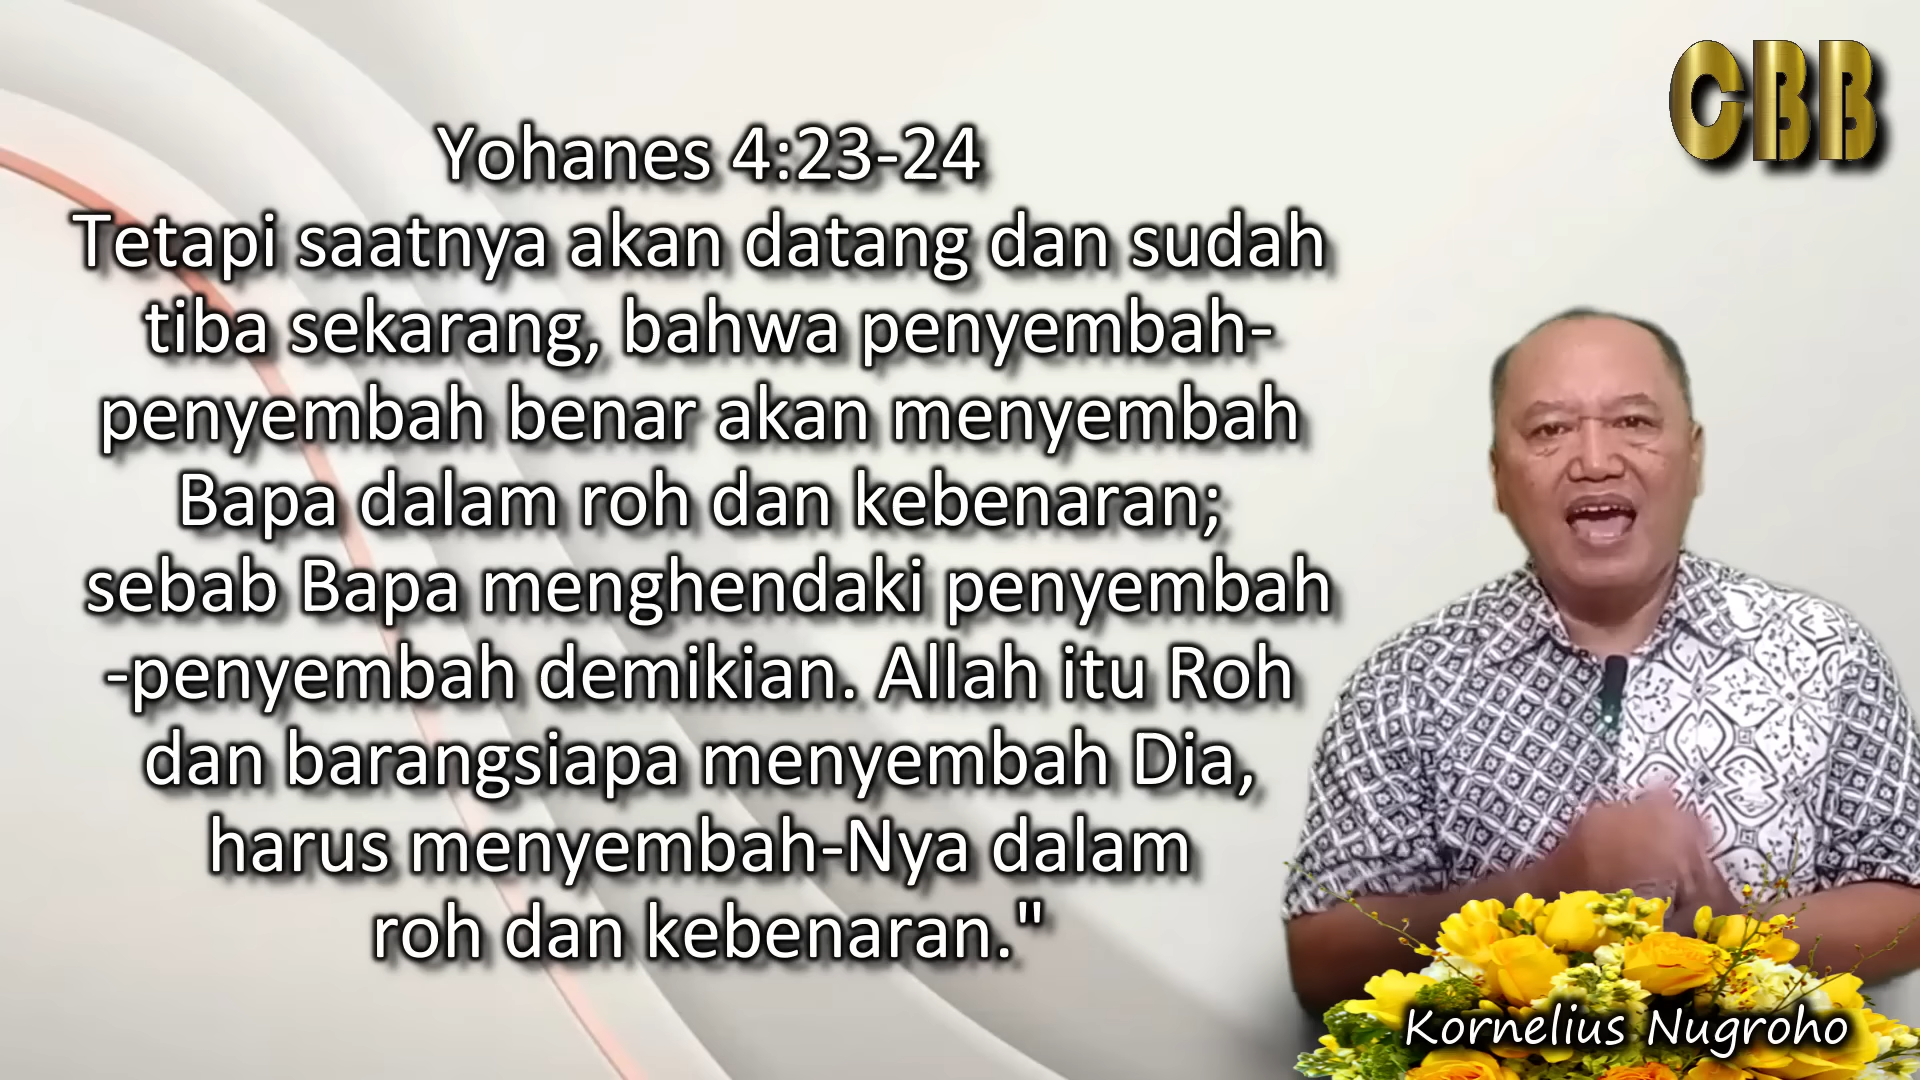 CBB
Yohanes 4:23-24
Tetapi saatnya akan datang dan sudah
tiba sekarang, bahwa penyembah-
penyembah benar akan menyembah
Bapa dalam roh dan kebenaran;
sebab Bapa menghendaki penyembah
-penyembah demikian. Allah itu Roh
dan barangsiapa menyembah Dia,
harus menyembah-Nya dalam
roh dan kebenaran."
Kornelius Nugroho